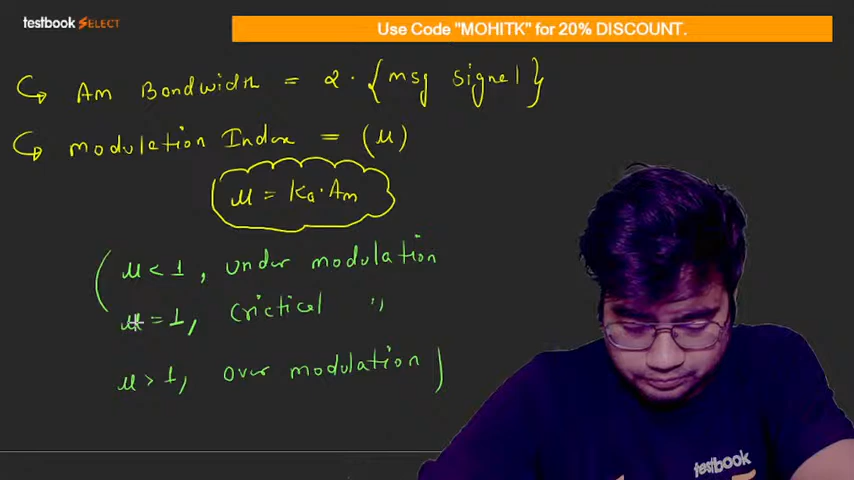 testbook SELECT
Use Code "MOHITK" for 20% DISCOUNT.
↳ Am Bandwidth = 2 · {msg signal}
↳ modulation Index = (μ)
μ = Ka · Am
( μ < 1, under modulation
μ = 1, crictical "
μ > 1, over modulation )
testbook